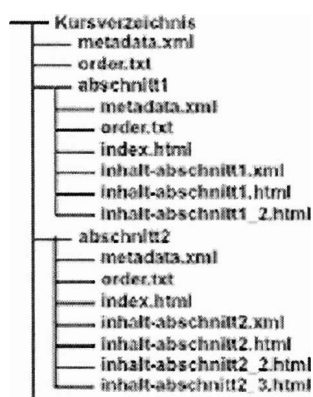 Kursverzeichnis
metadata.xml
order.txt
abschnitt1
metadata.xml
order.txt
index.html
inhalt-abschnitt1.xml
inhalt-abschnitt1.html
inhalt-abschnitt1_2.html
abschnitt2
metadata.xml
order.txt
index.html
inhalt-abschnitt2.xml
inhalt-abschnitt2.html
inhalt-abschnitt2_2.html
inhalt-abschnitt2_3.html